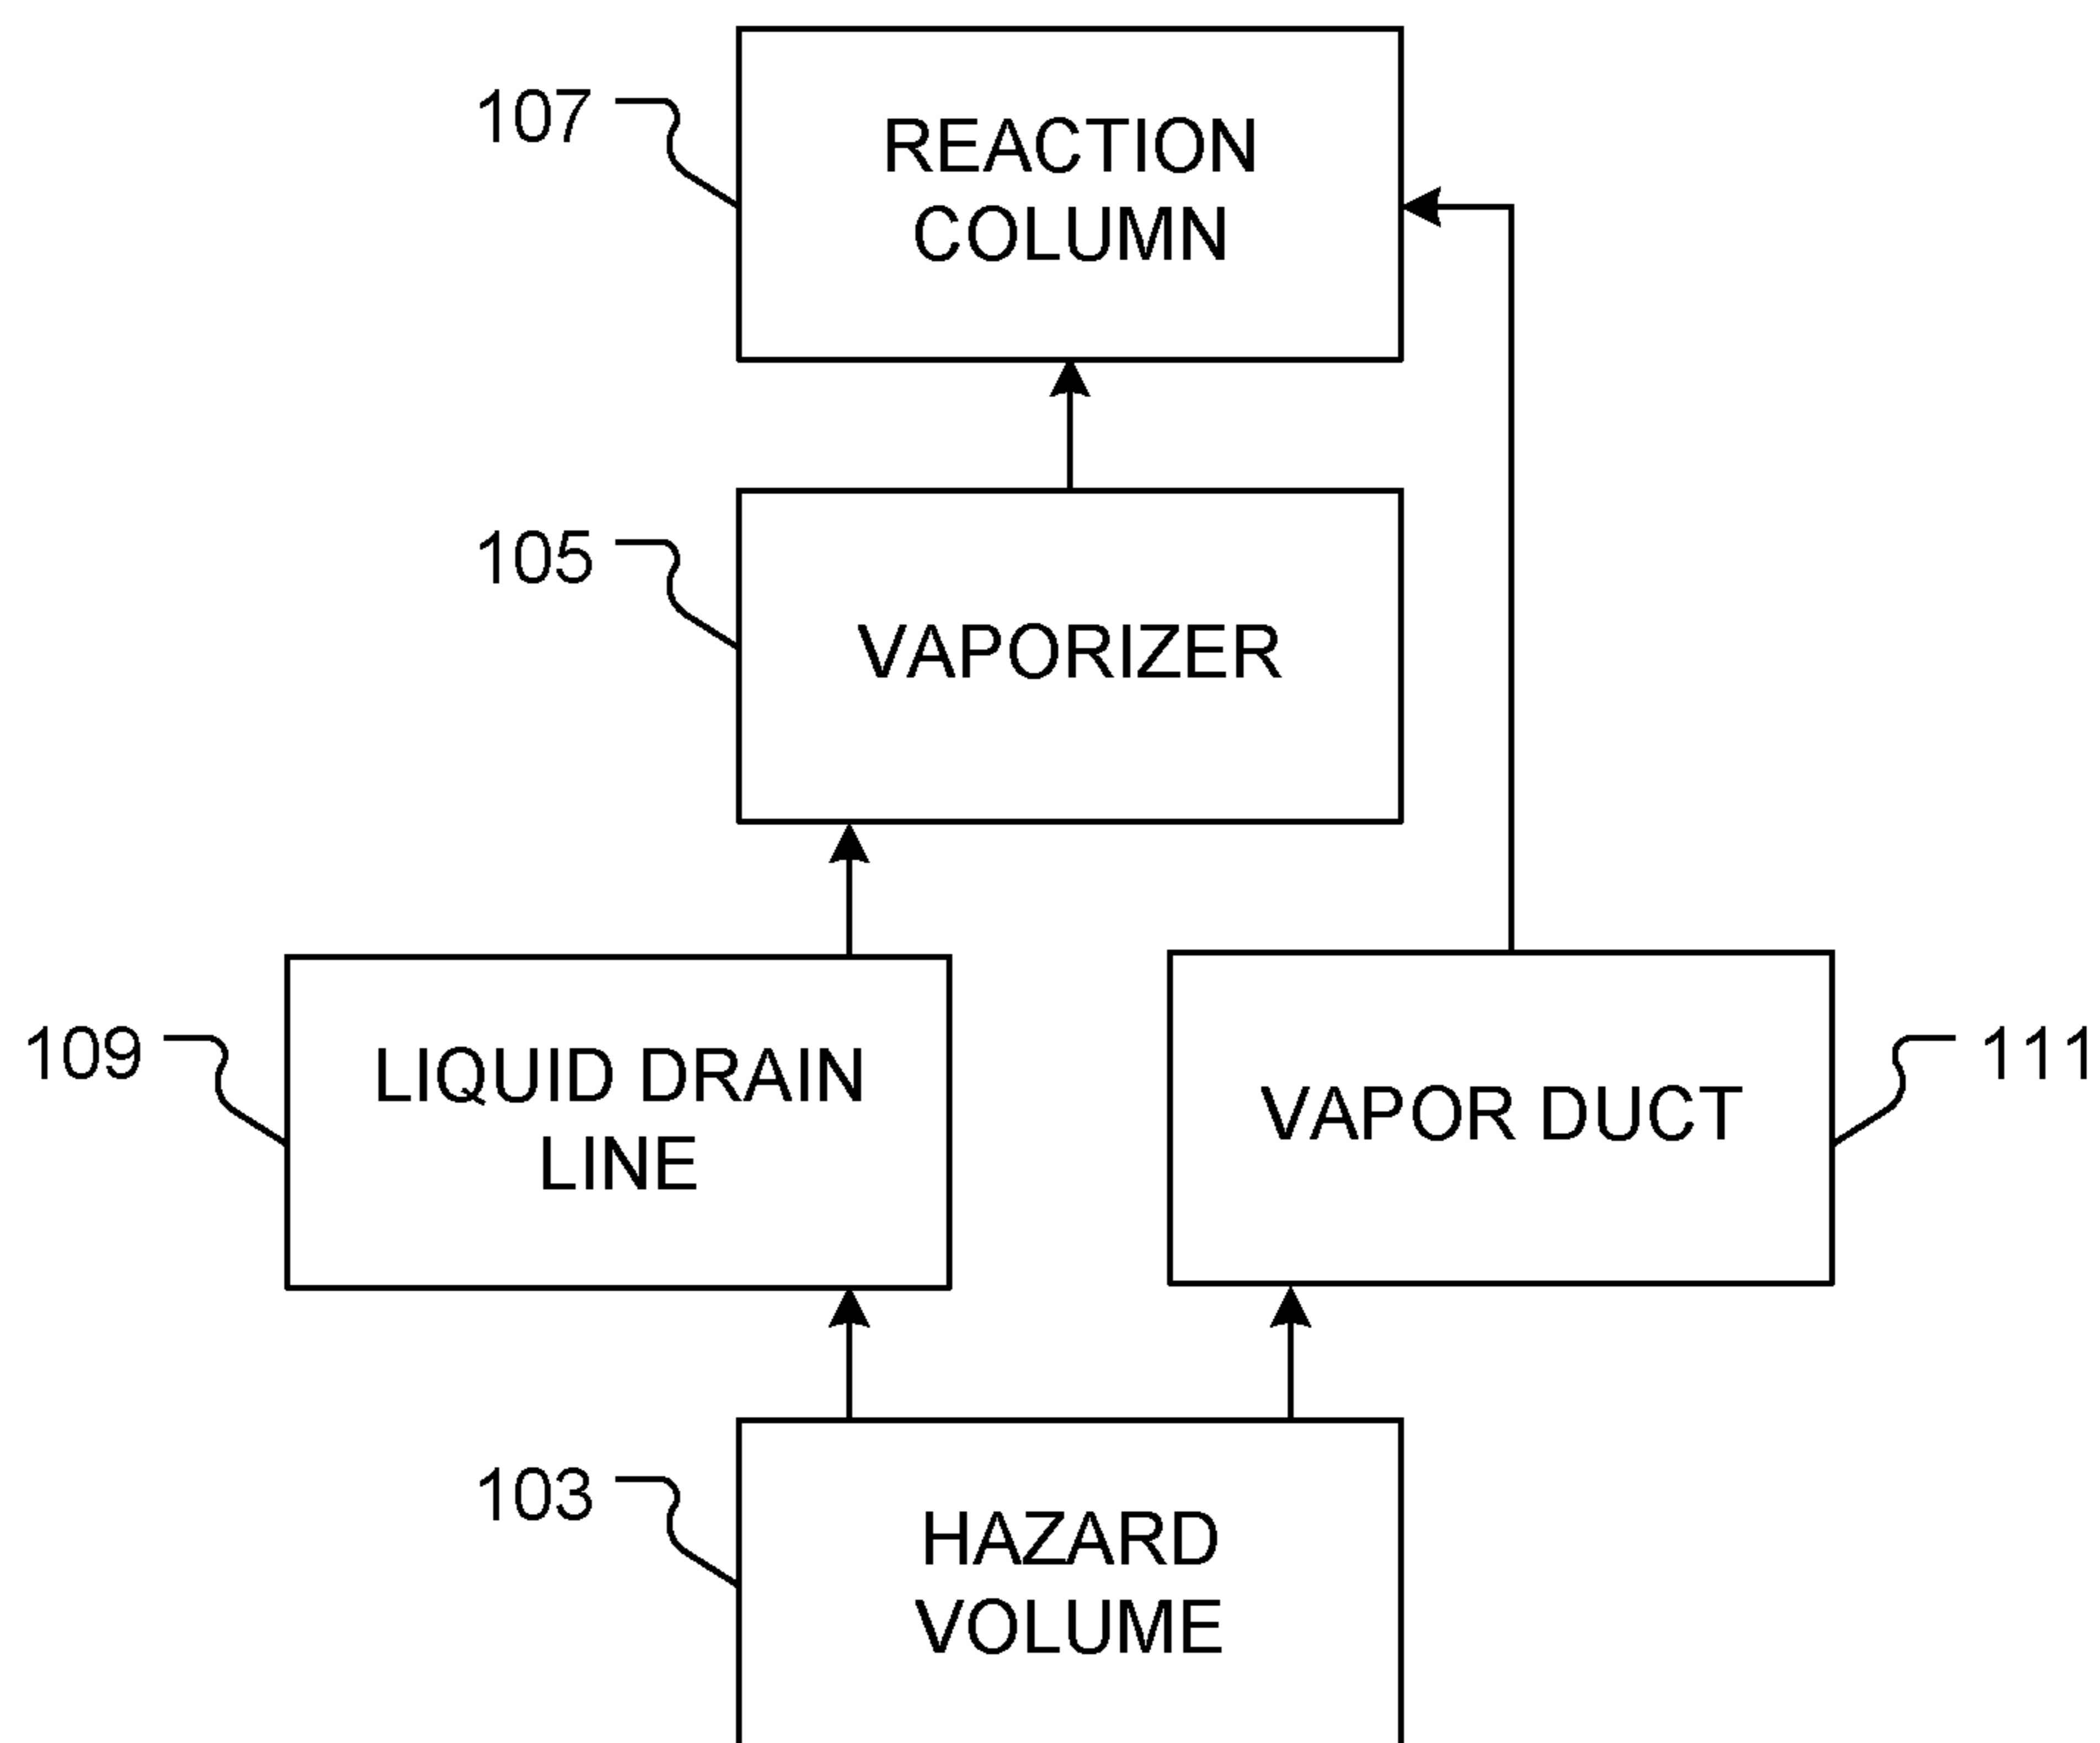 107
REACTION
COLUMN
105
VAPORIZER
109
LIQUID DRAIN
LINE
VAPOR DUCT
111
103
HAZARD
VOLUME